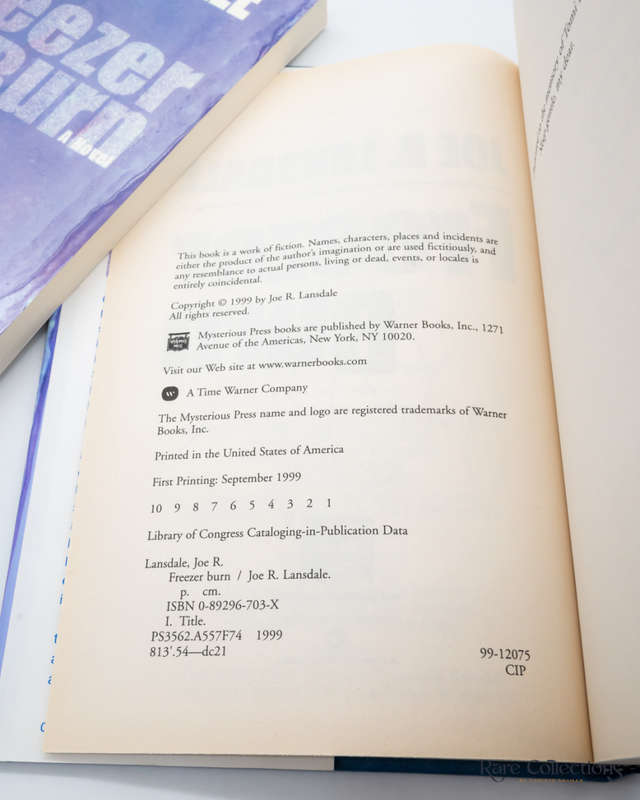 Freezer
Burn
A Novel
This book is a work of fiction. Names, characters, places and incidents are
either the product of the author's imagination or are used fictitiously, and
any resemblance to actual persons, living or dead, events, or locales is
entirely coincidental.
Copyright © 1999 by Joe R. Lansdale
All rights reserved.
Mysterious Press books are published by Warner Books, Inc., 1271
Avenue of the Americas, New York, NY 10020.
Visit our Web site at www.warnerbooks.com
W A Time Warner Company
The Mysterious Press name and logo are registered trademarks of Warner
Books, Inc.
Printed in the United States of America
First Printing: September 1999
10 9 8 7 6 5 4 3 2 1
Library of Congress Cataloging-in-Publication Data
Lansdale, Joe R.
Freezer burn / Joe R. Lansdale.
p. cm.
ISBN 0-89296-703-X
I. Title.
PS3562.A557F74 1999
813'.54—dc21
99-12075
CIP
Rare Collections